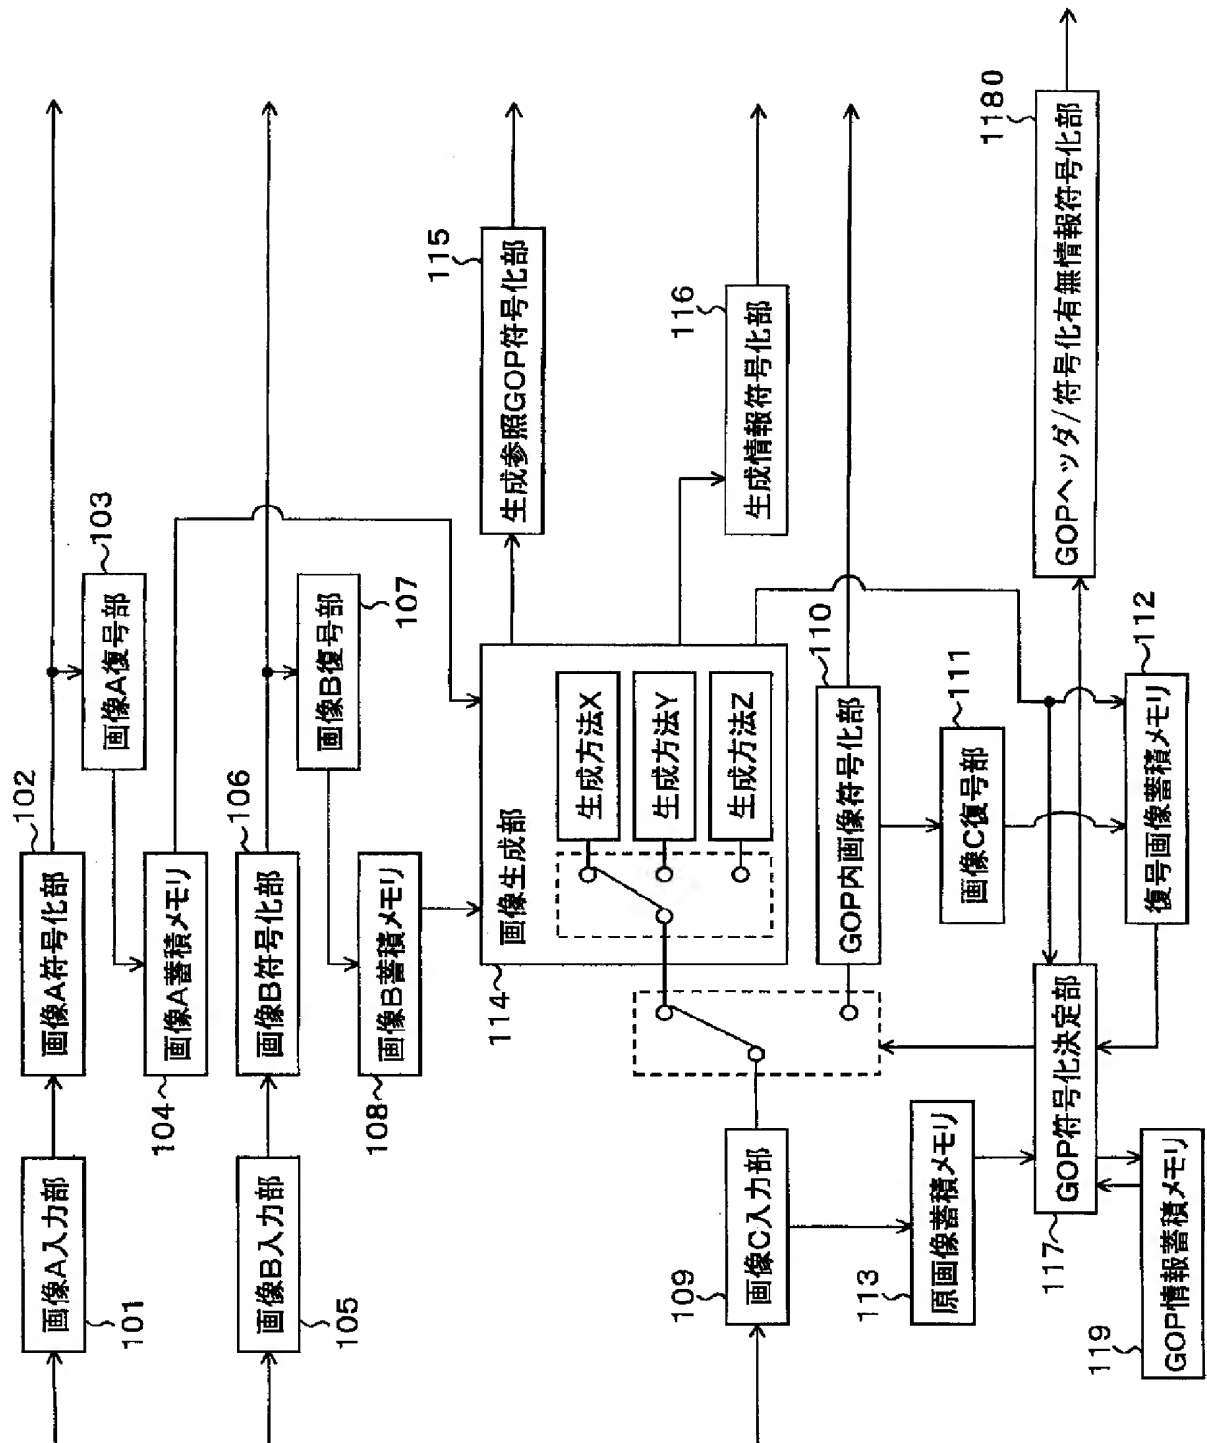 画像A入力部
101
画像A符号化部
102
画像A復号部
103
画像A蓄積メモリ
104
画像B入力部
105
画像B符号化部
106
画像B復号部
107
画像B蓄積メモリ
108
画像生成部
114
生成方法X
生成方法Y
生成方法Z
生成参照GOP符号化部
115
生成情報符号化部
116
画像C入力部
109
GOP内画像符号化部
110
画像C復号部
111
復号画像蓄積メモリ
112
原画像蓄積メモリ
113
GOP符号化決定部
117
GOPヘッダ/符号化有無情報符号化部
1180
GOP情報蓄積メモリ
119